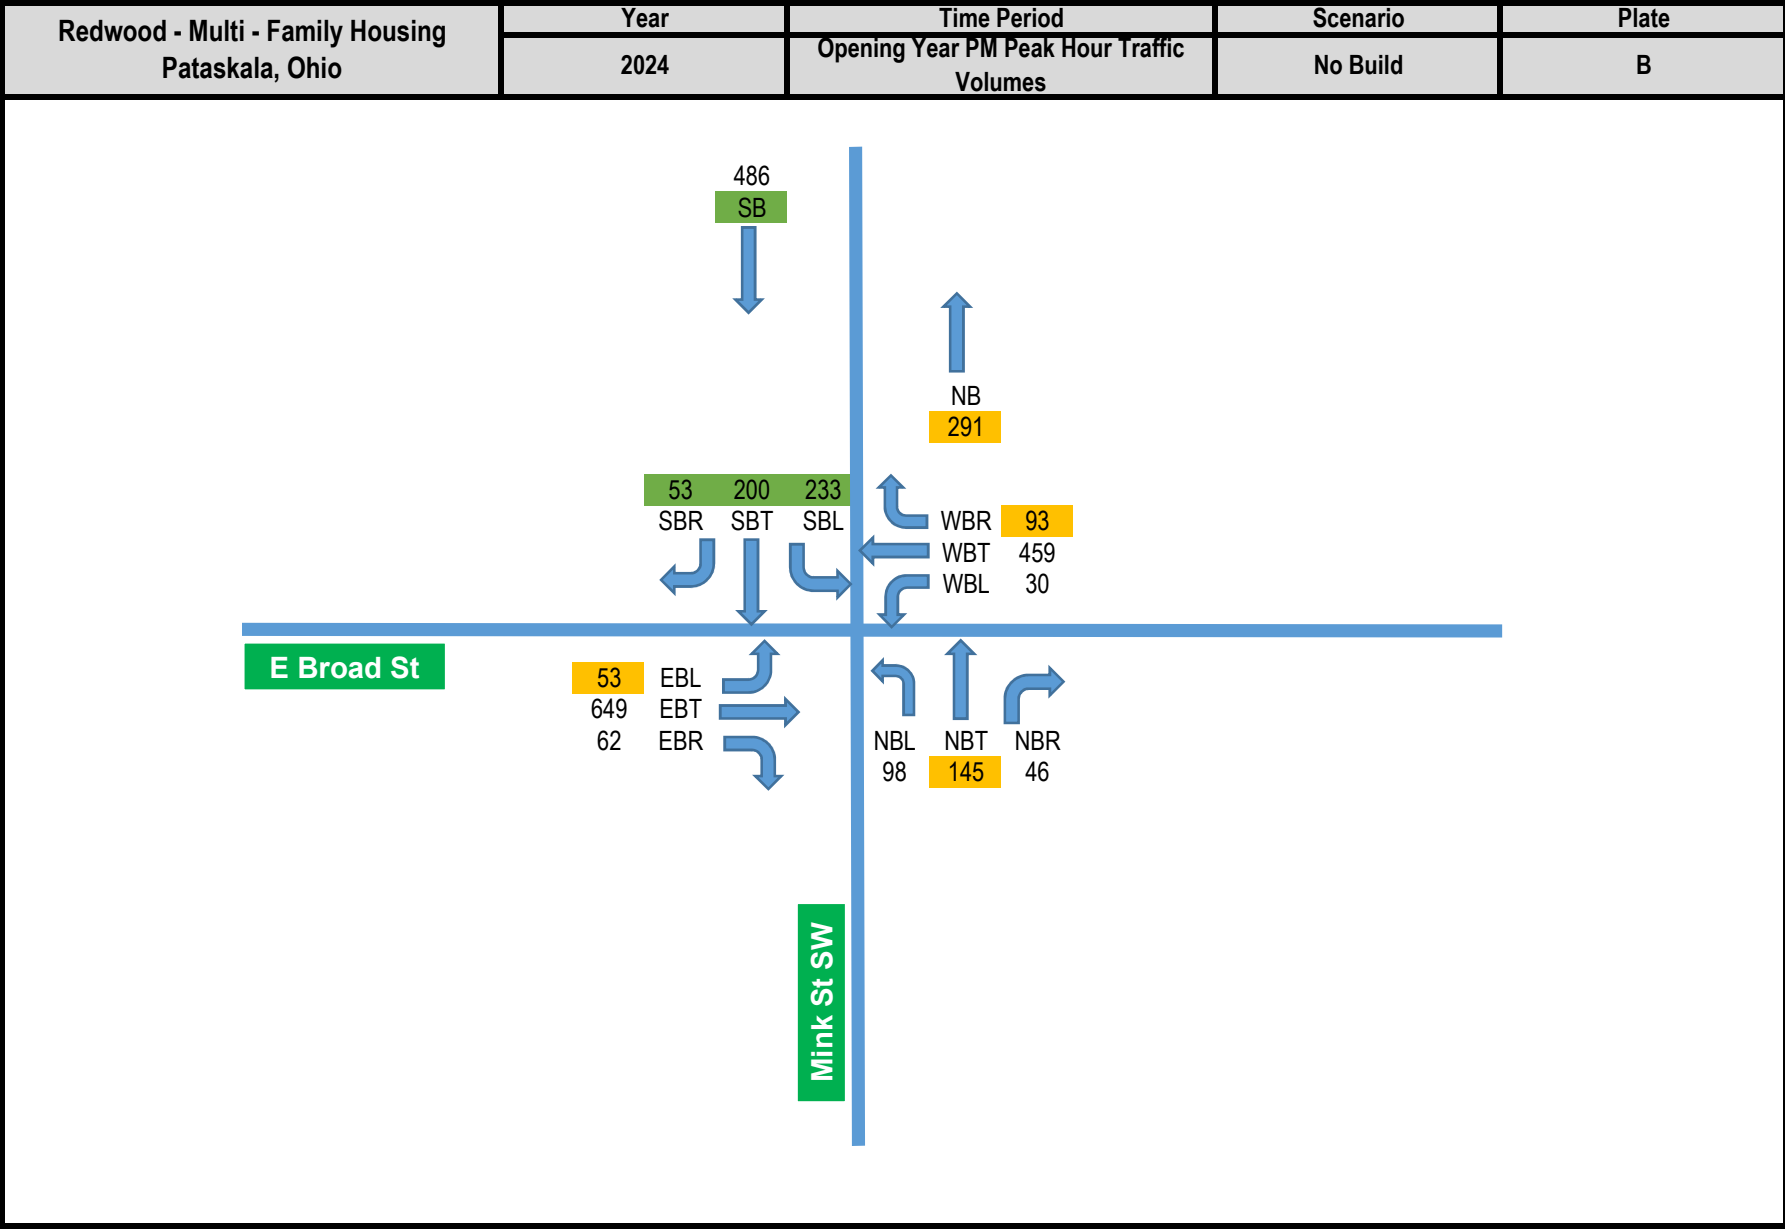 Redwood - Multi - Family Housing
Pataskala, Ohio
Year
2024
Time Period
Opening Year PM Peak Hour Traffic
Volumes
Scenario
No Build
Plate
B
486
SB
NB
291
53 200 233
SBR SBT SBL
WBR 93
WBT 459
WBL 30
E Broad St
53 EBL
649 EBT
62 EBR
NBL NBT NBR
98 145 46
Mink St SW